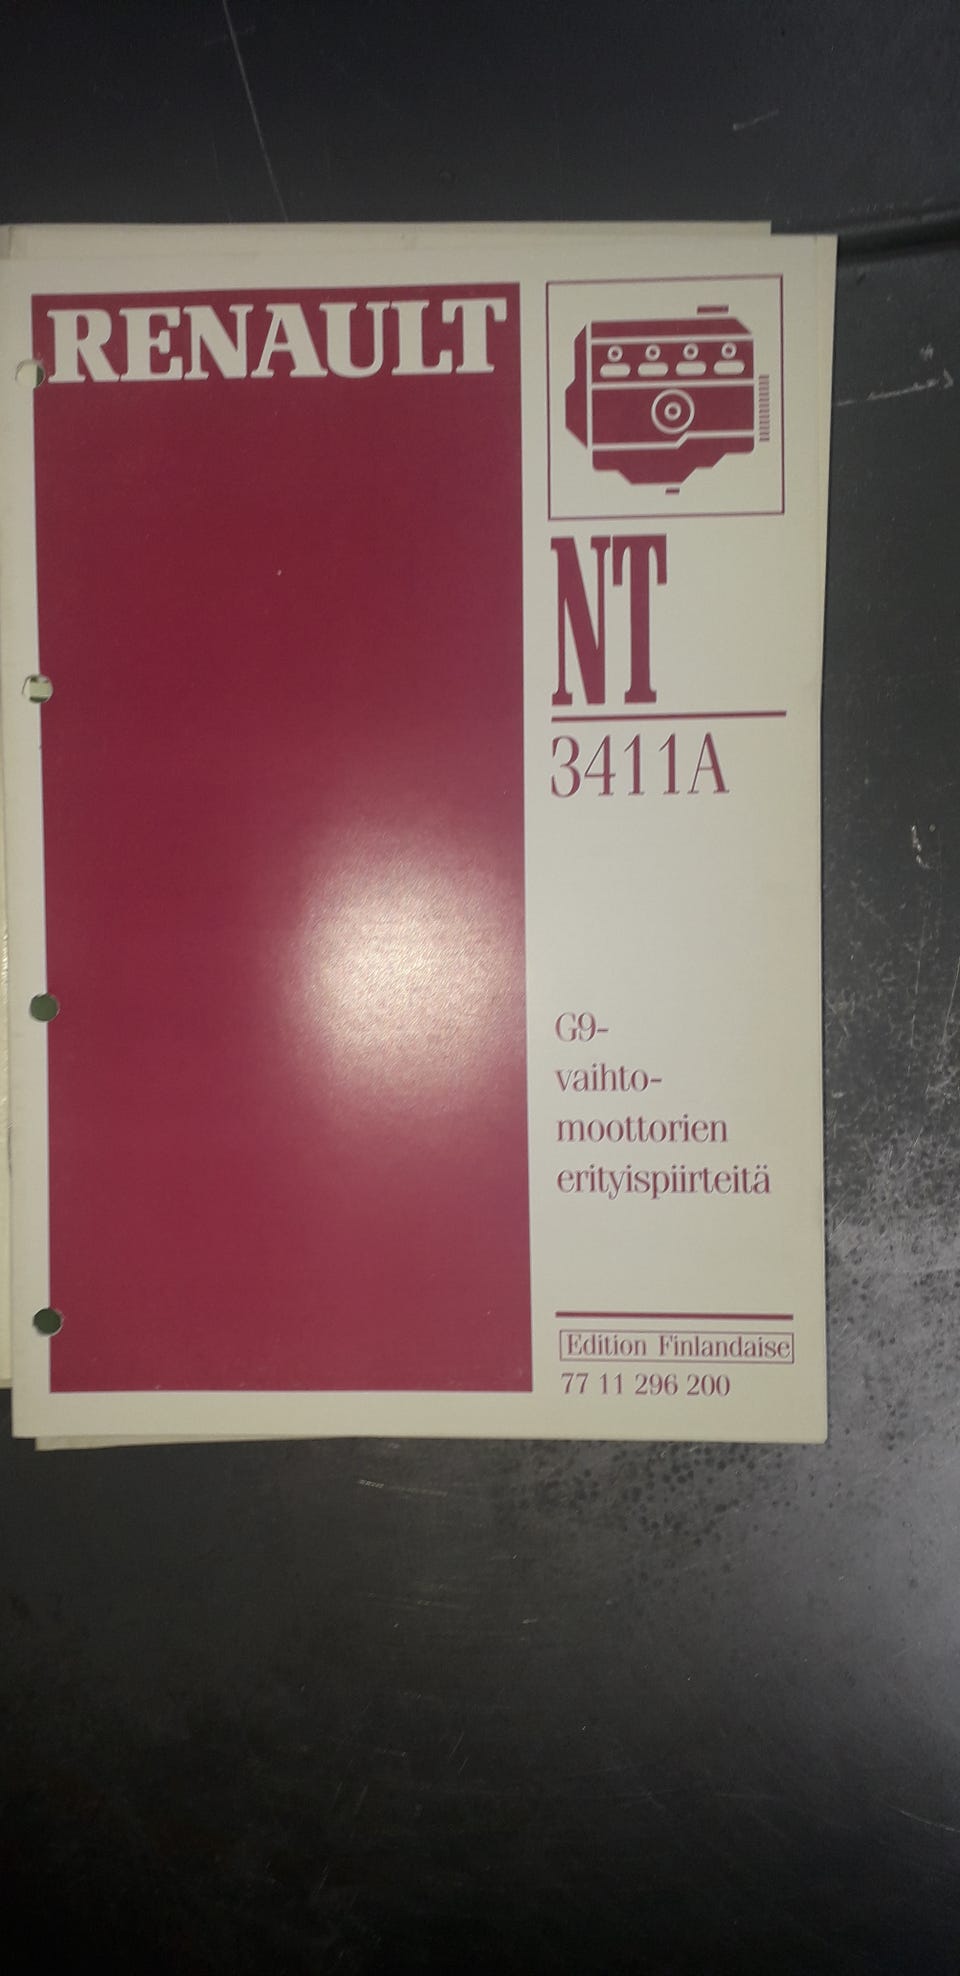 RENAULT
NT
3411A
G9-
vaihto-
moottorien
erityispiirteitä
Edition Finlandaise
77 11 296 200